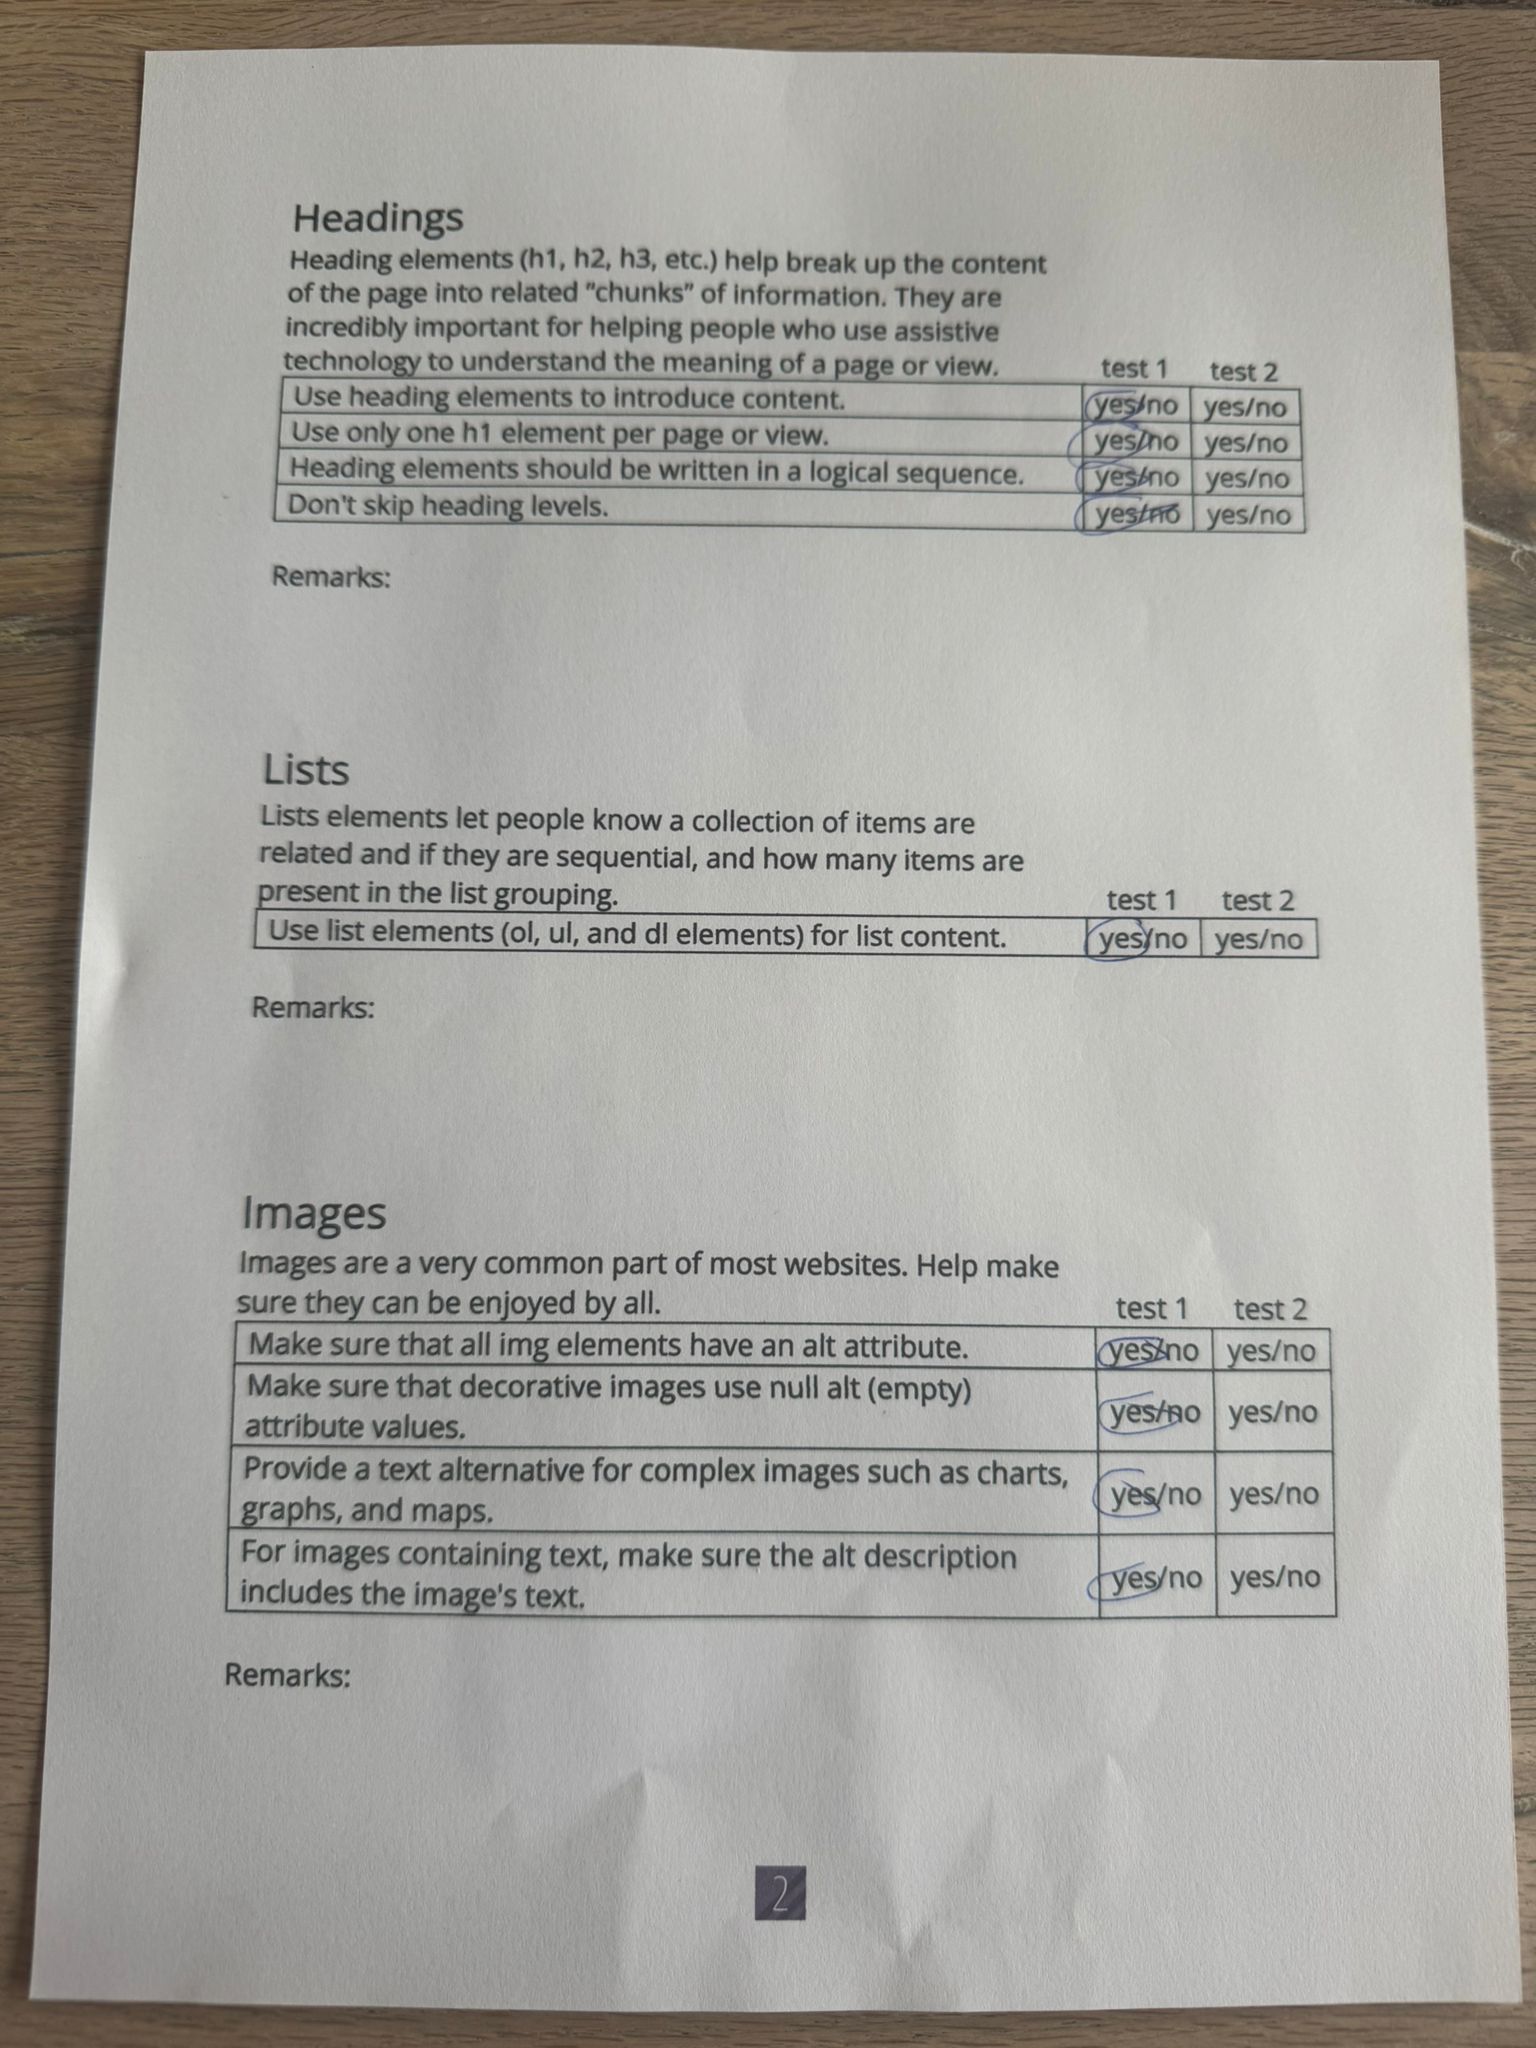 Headings
Heading elements (h1, h2, h3, etc.) help break up the content
of the page into related "chunks" of information. They are
incredibly important for helping people who use assistive
technology to understand the meaning of a page or view. test 1 test 2
Use heading elements to introduce content. yes/no yes/no
Use only one h1 element per page or view. yes/no yes/no
Heading elements should be written in a logical sequence. yes/no yes/no
Don't skip heading levels. yes/no yes/no
Remarks:
Lists
Lists elements let people know a collection of items are
related and if they are sequential, and how many items are
present in the list grouping. test 1 test 2
Use list elements (ol, ul, and dl elements) for list content. yes/no yes/no
Remarks:
Images
Images are a very common part of most websites. Help make
sure they can be enjoyed by all. test 1 test 2
Make sure that all img elements have an alt attribute. yes/no yes/no
Make sure that decorative images use null alt (empty)
attribute values. yes/no yes/no
Provide a text alternative for complex images such as charts,
graphs, and maps. yes/no yes/no
For images containing text, make sure the alt description
includes the image's text. yes/no yes/no
Remarks:
2